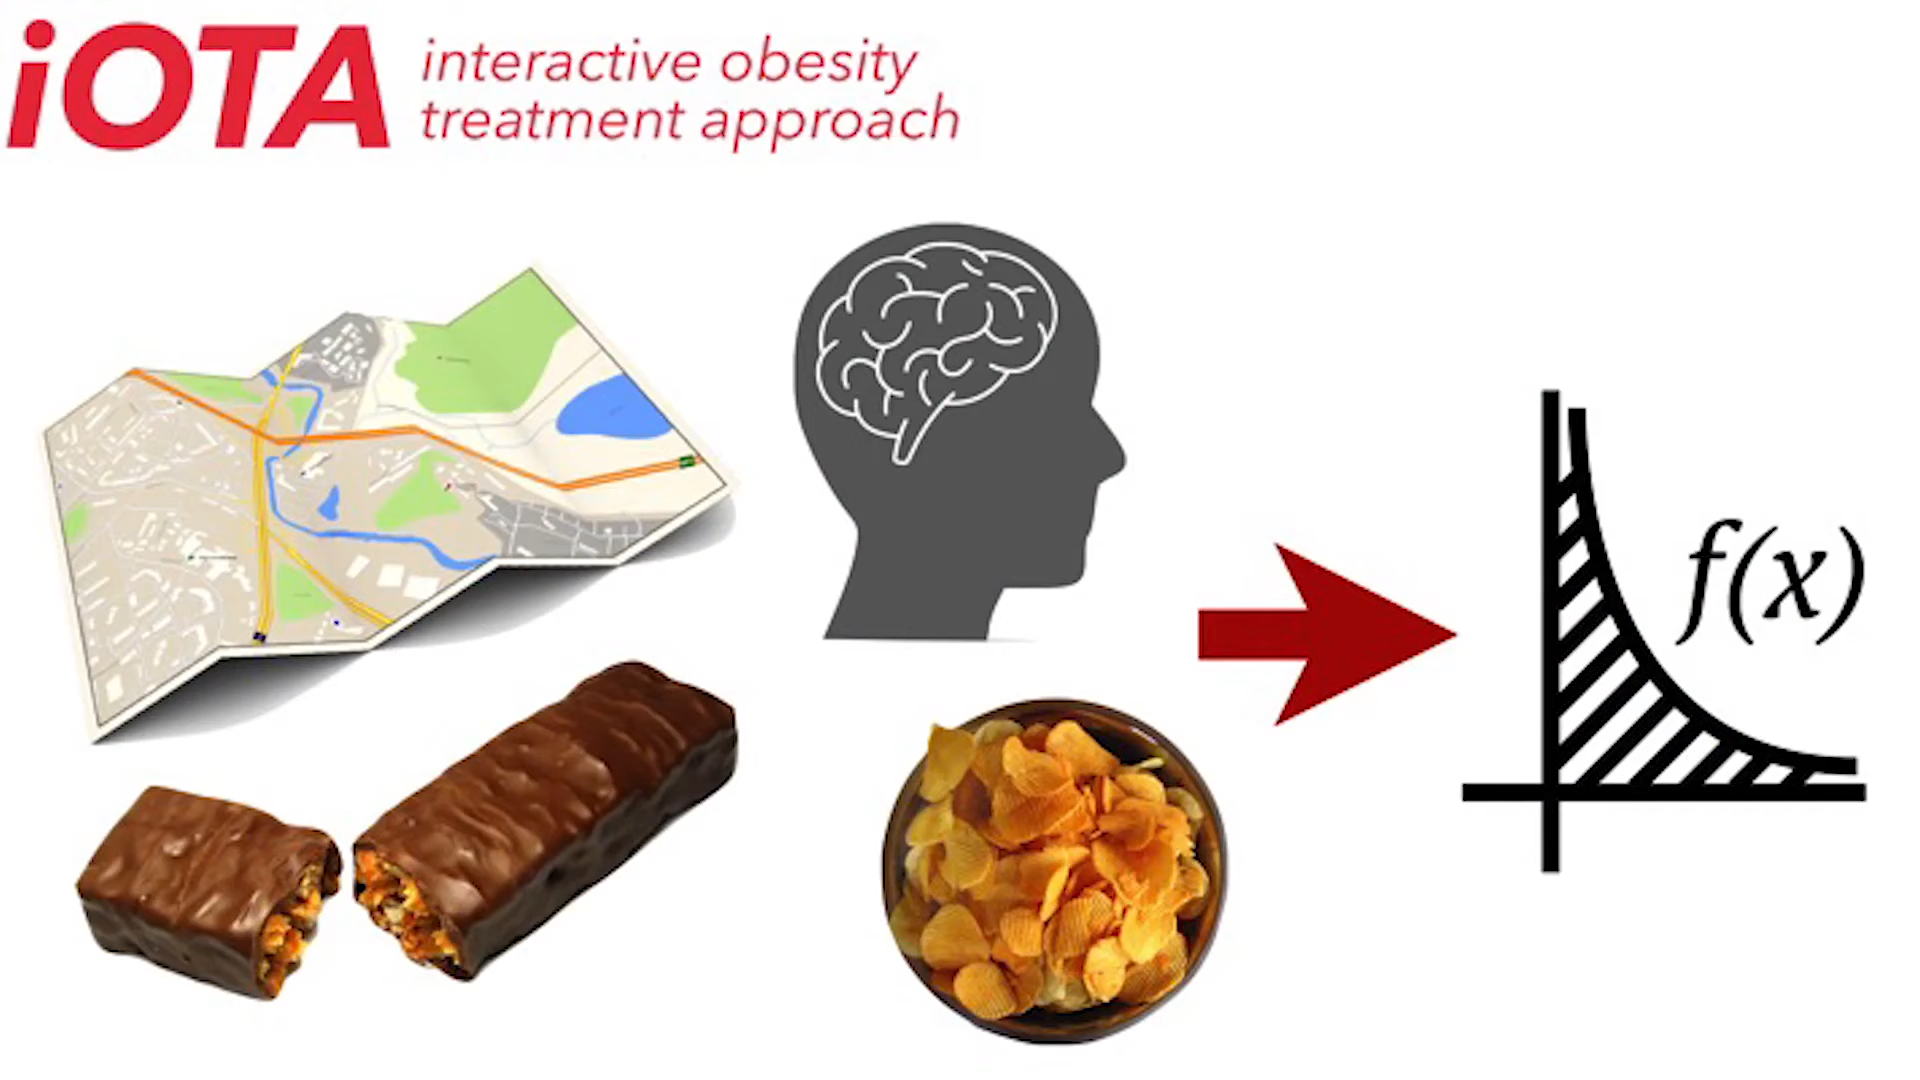 iOTA
interactive obesity
treatment approach
f(x)